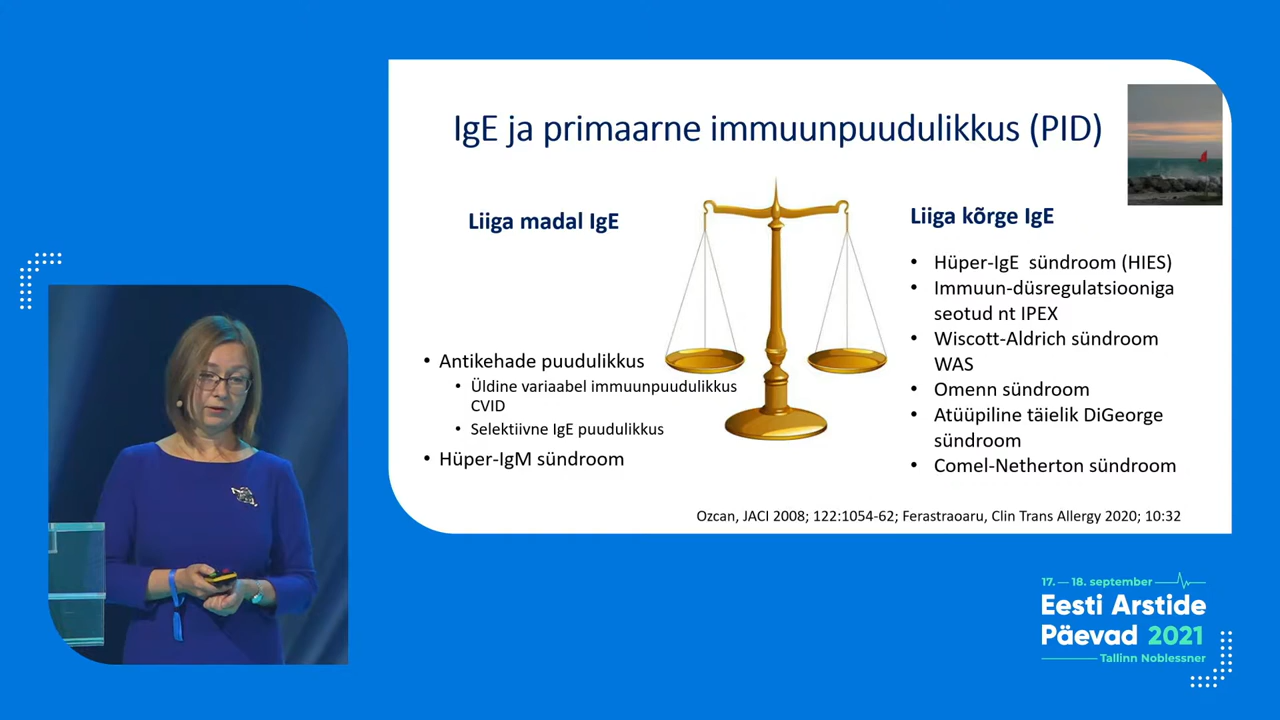 IgE ja primaarne immuunpuudulikkus (PID)
Liiga madal IgE
• Antikehade puudulikkus
• Üldine variaabel immuunpuudulikkus
CVID
• Selektiivne IgE puudulikkus
• Hüper-IgM sündroom
Liiga kõrge IgE
• Hüper-IgE sündroom (HIES)
• Immuun-düsregulatsiooniga
seotud nt IPEX
• Wiscott-Aldrich sündroom
WAS
• Omenn sündroom
• Atüüpiline täielik DiGeorge
sündroom
• Comel-Netherton sündroom
Ozcan, JACI 2008; 122:1054-62; Ferastraoaru, Clin Trans Allergy 2020; 10:32
17. — 18. september
Eesti Arstide
Päevad 2021
Tallinn Noblessner